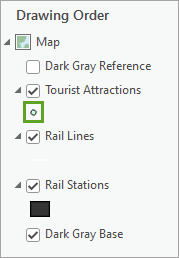 Drawing Order
Map
Dark Gray Reference
Tourist Attractions
Rail Lines
Rail Stations
Dark Gray Base